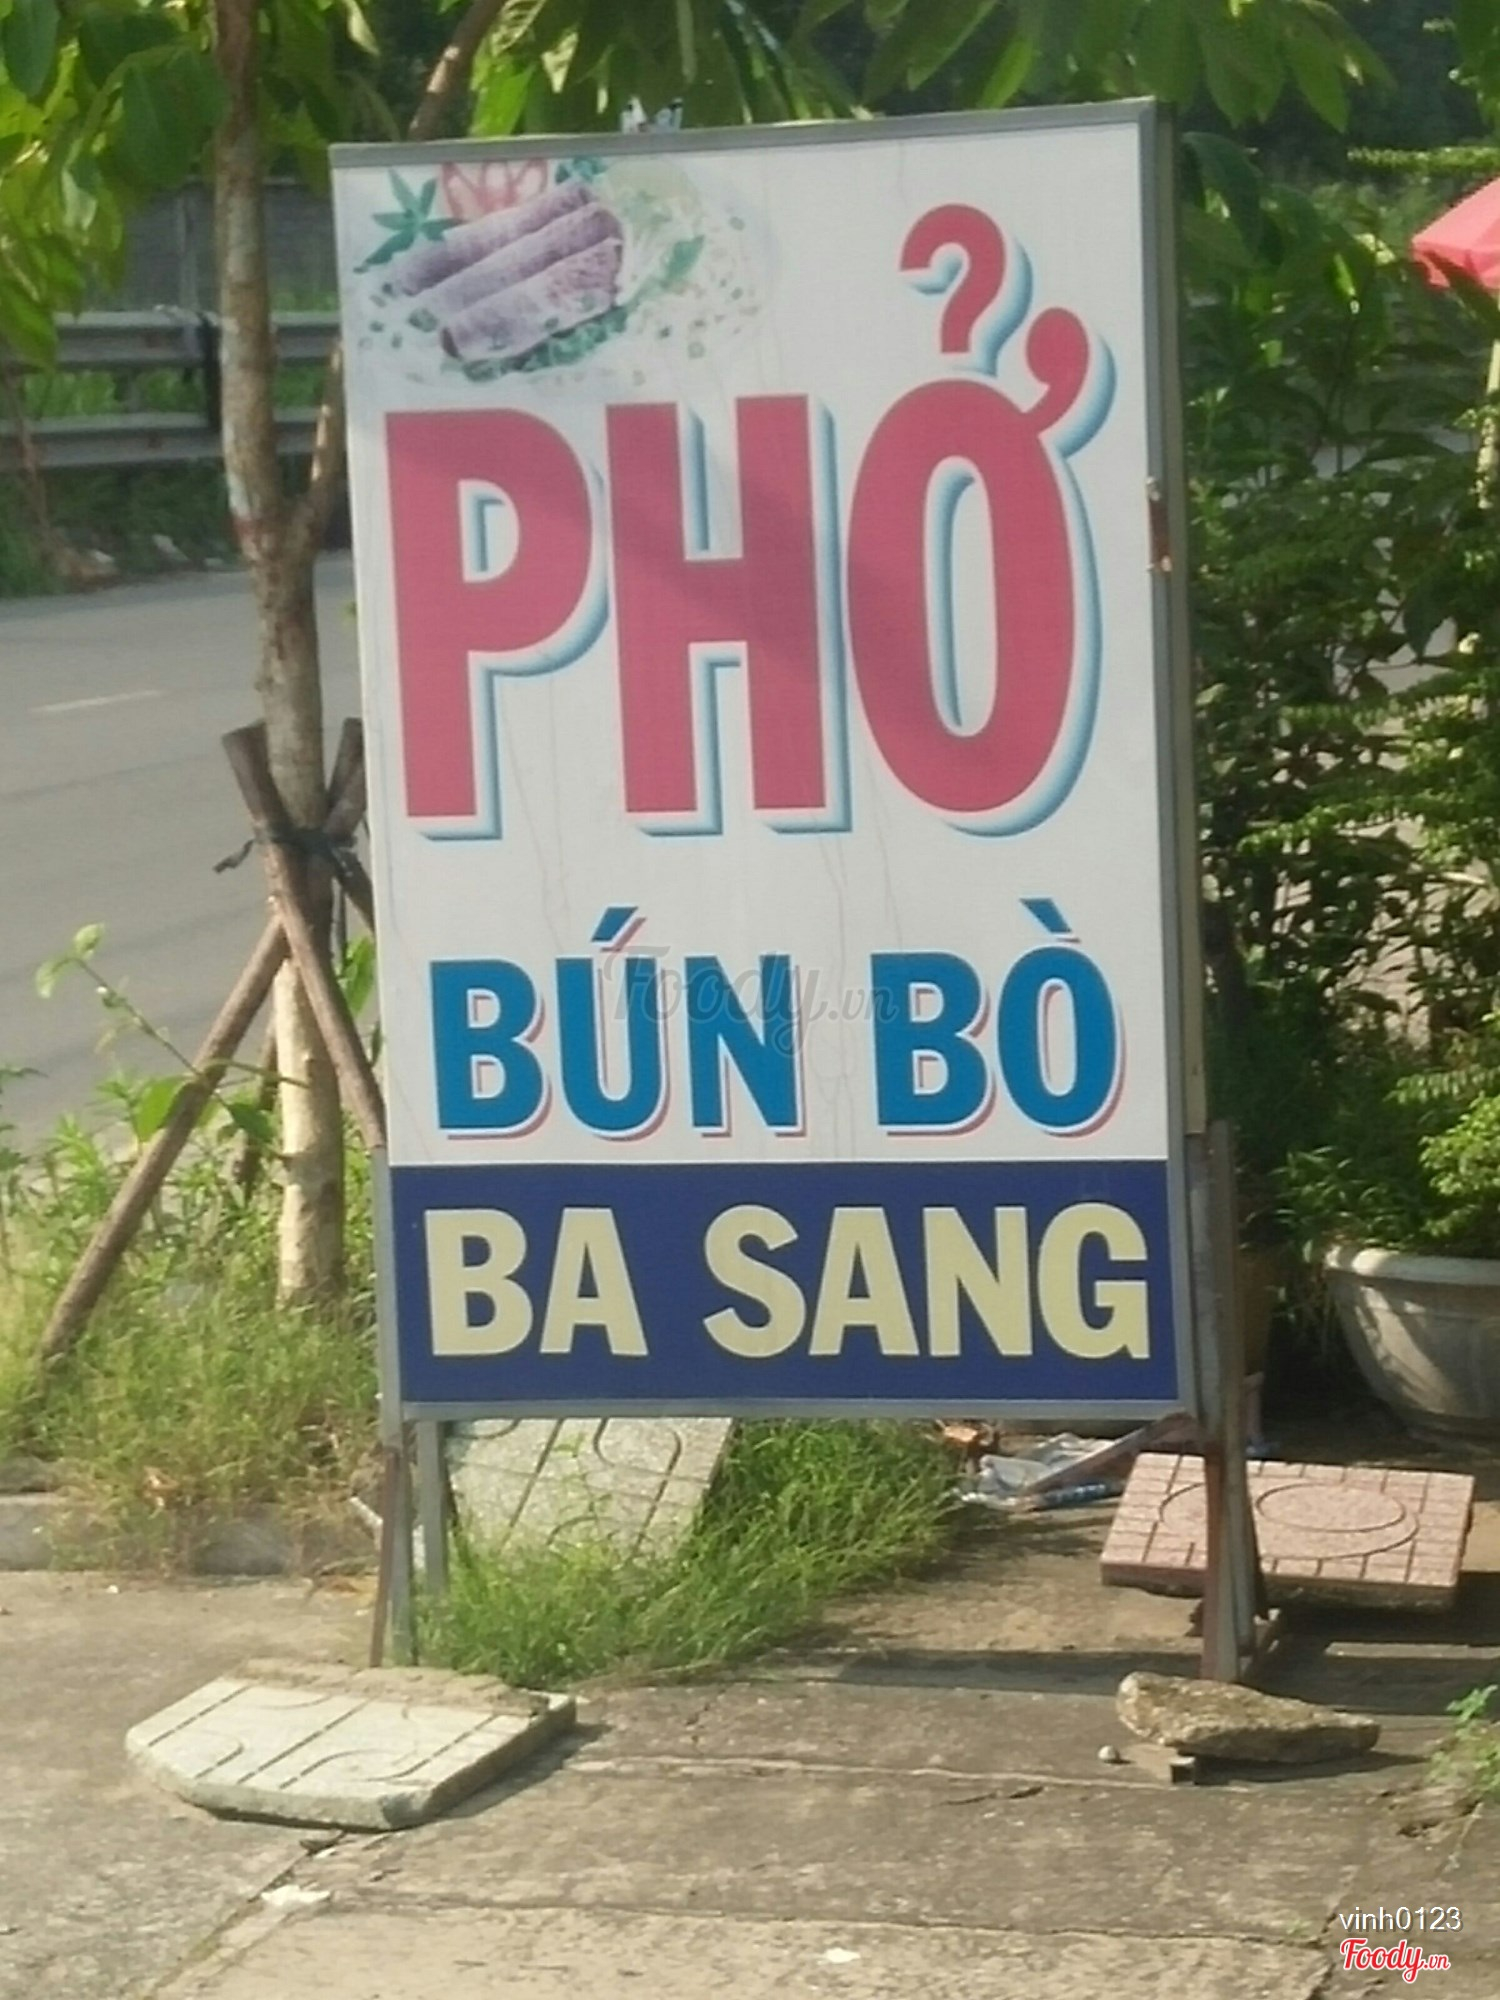 PHỞ
BÚN BÒ
Foody.vn
BA SANG
vinh0123
Foody.vn